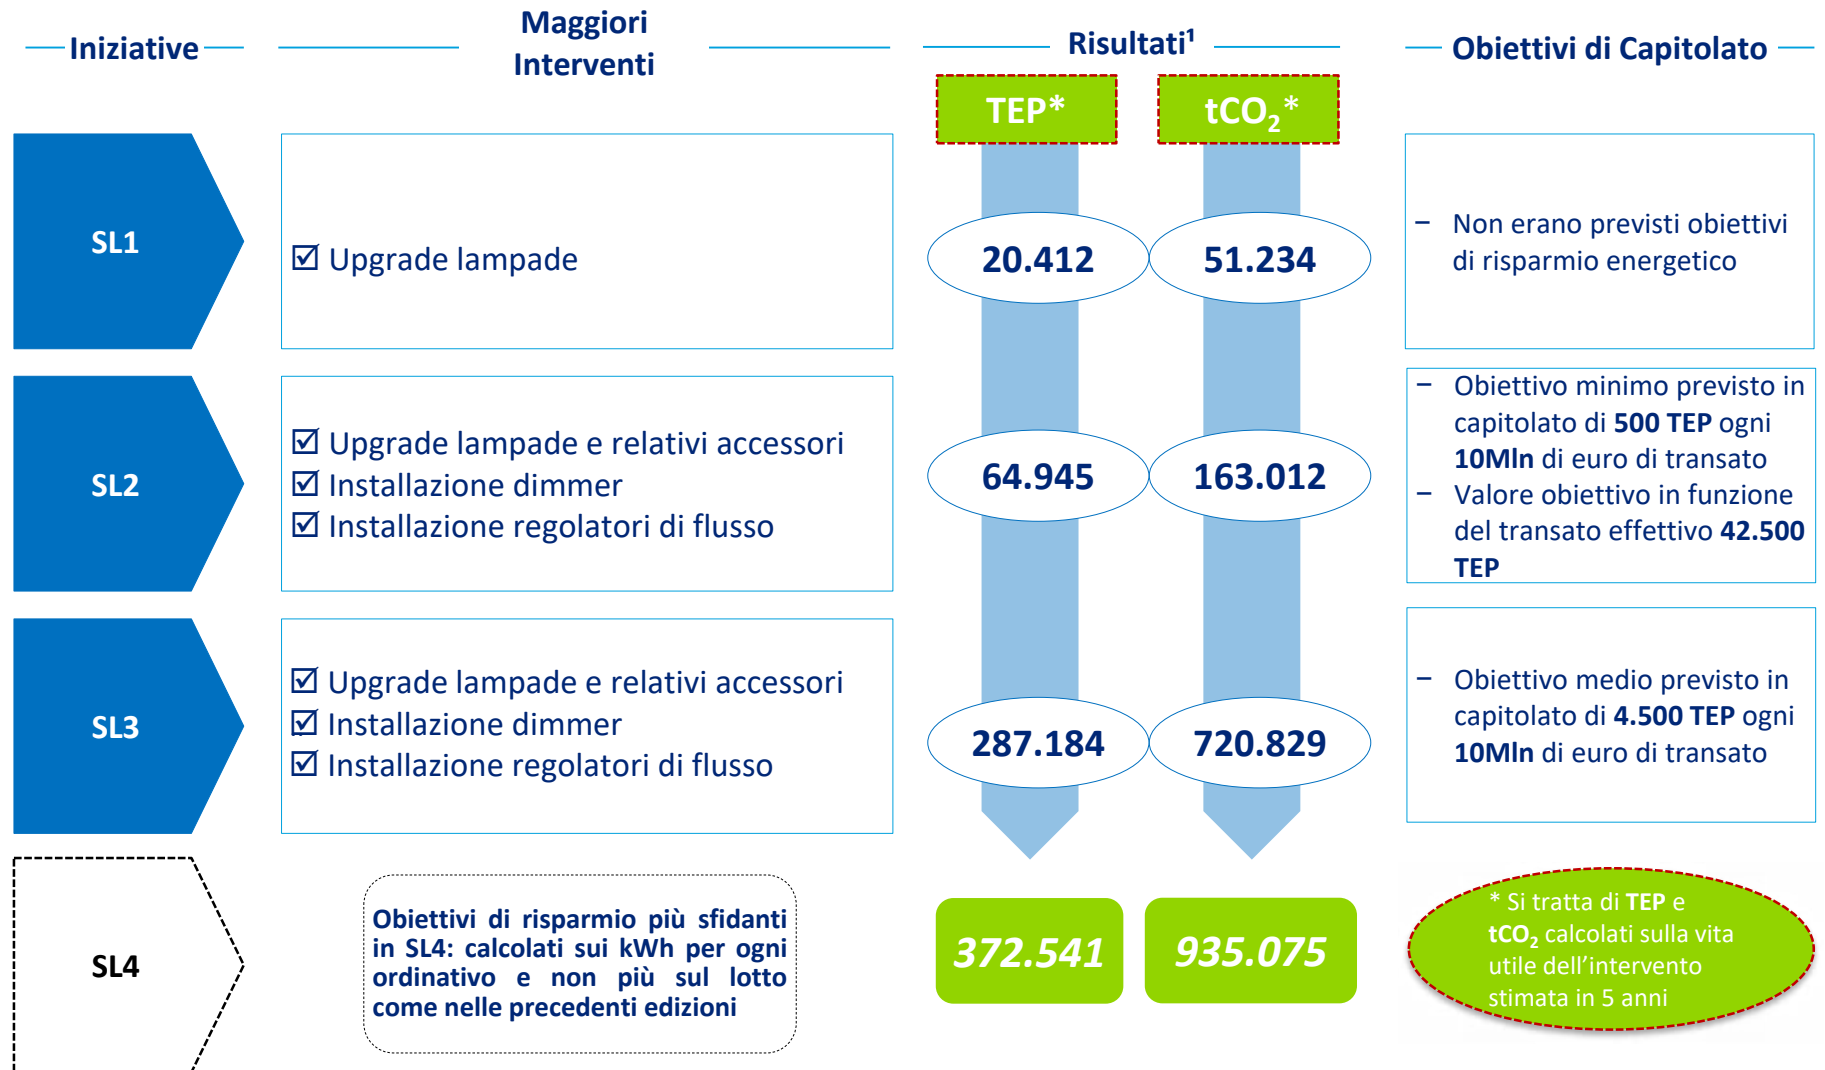 Iniziative
Maggiori
Interventi
Risultati¹
Obiettivi di Capitolato
TEP*
tCO₂*
SL1
☑ Upgrade lampade
20.412
51.234
− Non erano previsti obiettivi
di risparmio energetico
SL2
☑ Upgrade lampade e relativi accessori
☑ Installazione dimmer
☑ Installazione regolatori di flusso
64.945
163.012
− Obiettivo minimo previsto in
capitolato di 500 TEP ogni
10Mln di euro di transato
− Valore obiettivo in funzione
del transato effettivo 42.500
TEP
SL3
☑ Upgrade lampade e relativi accessori
☑ Installazione dimmer
☑ Installazione regolatori di flusso
287.184
720.829
− Obiettivo medio previsto in
capitolato di 4.500 TEP ogni
10Mln di euro di transato
SL4
Obiettivi di risparmio più sfidanti
in SL4: calcolati sui kWh per ogni
ordinativo e non più sul lotto
come nelle precedenti edizioni
372.541
935.075
* Si tratta di TEP e
tCO₂ calcolati sulla vita
utile dell’intervento
stimata in 5 anni